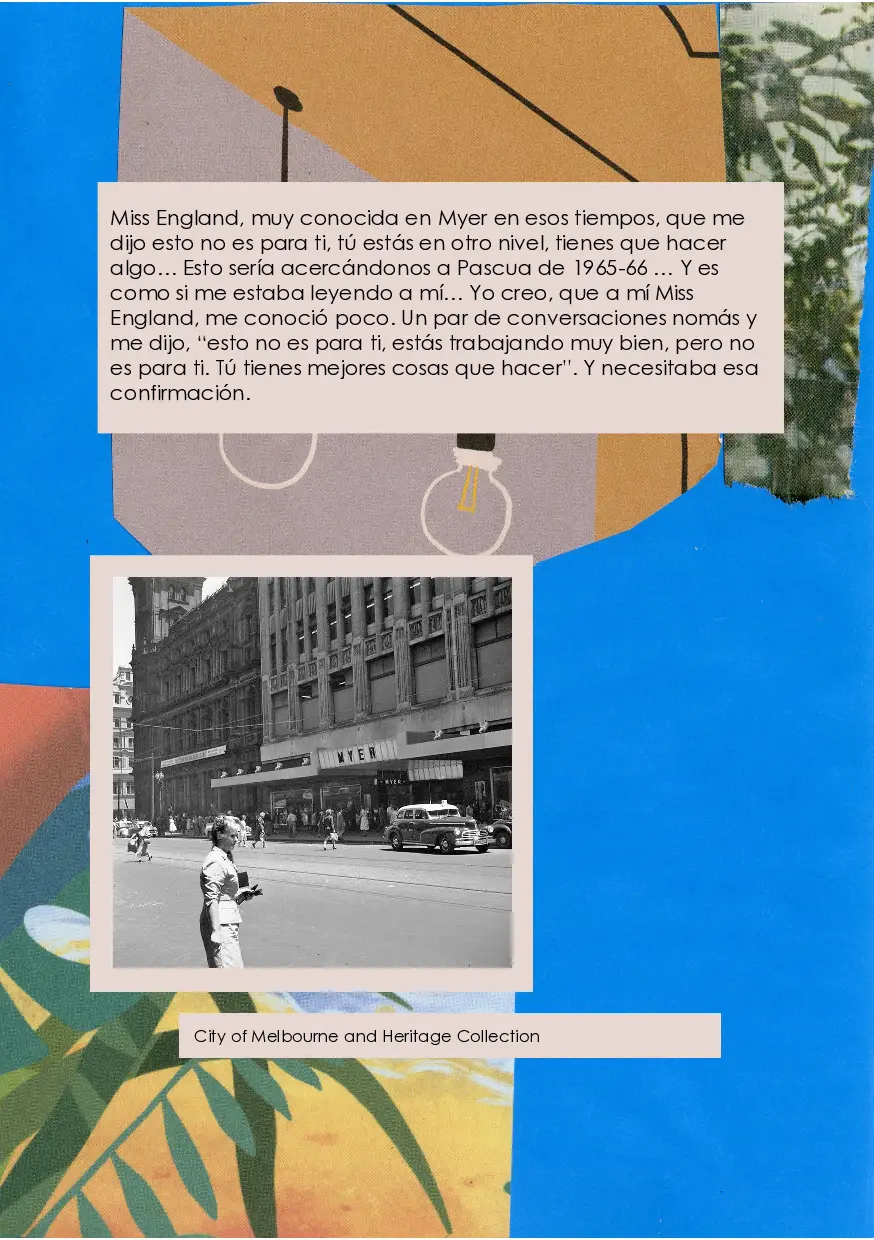 Miss England, muy conocida en Myer en esos tiempos, que me
dijo esto no es para ti, tú estás en otro nivel, tienes que hacer
algo… Esto sería acercándonos a Pascua de 1965-66 … Y es
como si me estaba leyendo a mí… Yo creo, que a mí Miss
England, me conoció poco. Un par de conversaciones nomás y
me dijo, “esto no es para ti, estás trabajando muy bien, pero no
es para ti. Tú tienes mejores cosas que hacer”. Y necesitaba esa
confirmación.
MYER
MYER
City of Melbourne and Heritage Collection